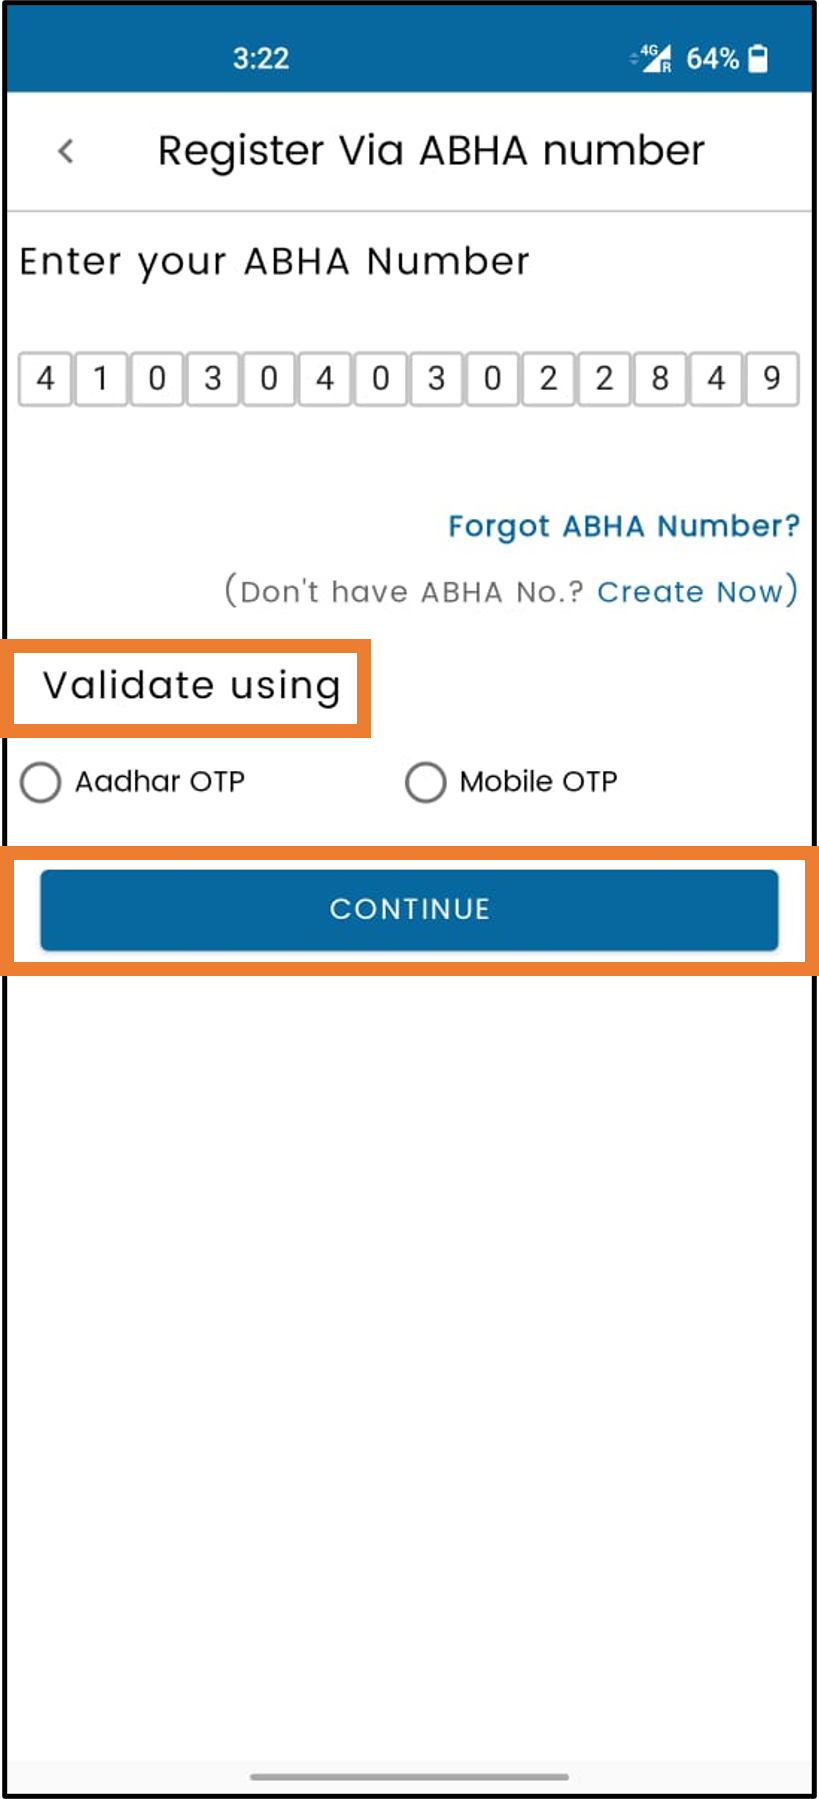 3:22 4G R 64%
Register Via ABHA number
Enter your ABHA Number
4 1 0 3 0 4 0 3 0 2 2 8 4 9
Forgot ABHA Number?
(Don't have ABHA No.? Create Now)
Validate using
Aadhar OTP Mobile OTP
CONTINUE